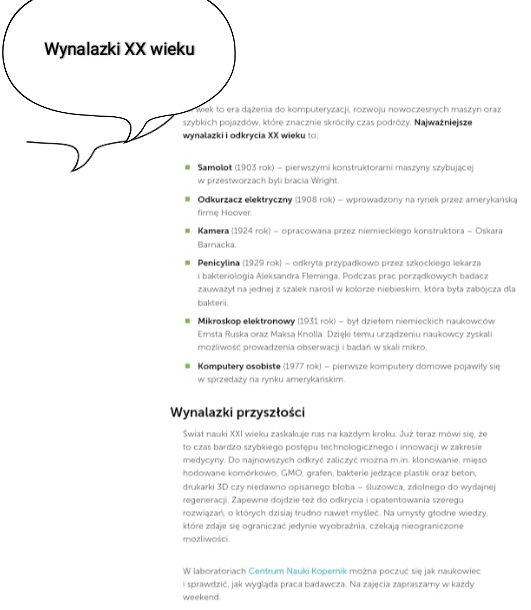 Wynalazki XX wieku
wiek to era dążenia do komputeryzacji, rozwoju nowoczesnych maszyn oraz
szybkich pojazdów, które znacznie skróciły czas podróży. Najważniejsze
wynalazki i odkrycia XX wieku to:
Samolot (1903 rok) – pierwszymi konstruktorami maszyny szybującej
w przestworzach byli bracia Wright.
Odkurzacz elektryczny (1908 rok) – wprowadzony na rynek przez amerykańską
firmę Hoover.
Kamera (1924 rok) – opracowana przez niemieckiego konstruktora – Oskara
Barnacka.
Penicylina (1929 rok) – odkryta przypadkowo przez szkockiego lekarza
i bakteriologia Aleksandra Fleminga. Podczas prac porządkowych badacz
zauważył na jednej z szalek narośl w kolorze niebieskim, która była zabójcza dla
bakterii.
Mikroskop elektronowy (1931 rok) – był dziełem niemieckich naukowców
Ernsta Ruska oraz Maksa Knolla. Dzięki temu urządzeniu naukowcy zyskali
możliwość prowadzenia obserwacji i badań w skali mikro.
Komputery osobiste (1977 rok) – pierwsze komputery domowe pojawiły się
w sprzedaży na rynku amerykańskim.
Wynalazki przyszłości
Świat nauki XXI wieku zaskakuje nas na każdym kroku. Już teraz mówi się, że
to czas bardzo szybkiego postępu technologicznego i innowacji w zakresie
medycyny. Do najnowszych odkryć zaliczyć można m.in. klonowanie, mięso
hodowane komórkowo, GMO, grafen, bakterie jedzące plastik oraz beton,
drukarki 3D czy niedawno opisanego bloba – śluzowca, zdolnego do wydajnej
regeneracji. Zapewne dojdzie też do odkrycia i opatentowania szeregu
rozwiązań, o których dzisiaj trudno nawet myśleć. Na umysły głodne wiedzy,
które zdaje się ograniczać jedynie wyobraźnia, czekają nieograniczone
możliwości.
W laboratoriach Centrum Nauki Kopernik można poczuć się jak naukowiec
i sprawdzić, jak wygląda praca badawcza. Na zajęcia zapraszamy w każdy
weekend.